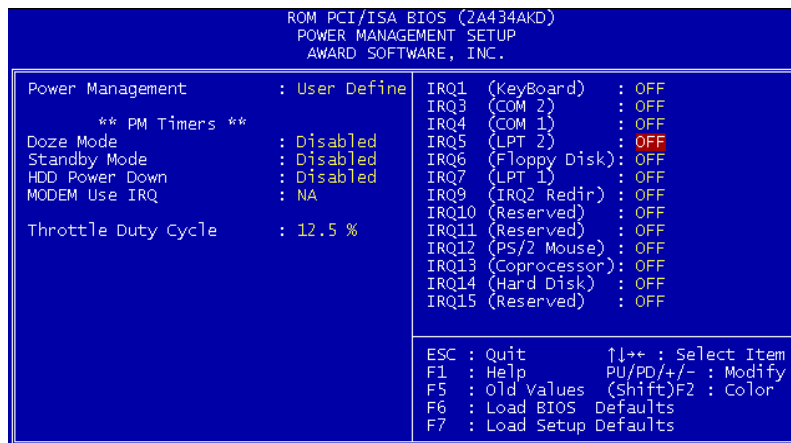 ROM PCI/ISA BIOS (2A434AKD)
POWER MANAGEMENT SETUP
AWARD SOFTWARE, INC.
Power Management : User Define
** PM Timers **
Doze Mode : Disabled
Standby Mode : Disabled
HDD Power Down : Disabled
MODEM Use IRQ : NA
Throttle Duty Cycle : 12.5 %
IRQ1 (KeyBoard) : OFF
IRQ3 (COM 2) : OFF
IRQ4 (COM 1) : OFF
IRQ5 (LPT 2) : OFF
IRQ6 (Floppy Disk): OFF
IRQ7 (LPT 1) : OFF
IRQ9 (IRQ2 Redir) : OFF
IRQ10 (Reserved) : OFF
IRQ11 (Reserved) : OFF
IRQ12 (PS/2 Mouse) : OFF
IRQ13 (Coprocessor): OFF
IRQ14 (Hard Disk) : OFF
IRQ15 (Reserved) : OFF
ESC : Quit ↑↓→← : Select Item
F1 : Help PU/PD/+/- : Modify
F5 : Old Values (Shift)F2 : Color
F6 : Load BIOS Defaults
F7 : Load Setup Defaults